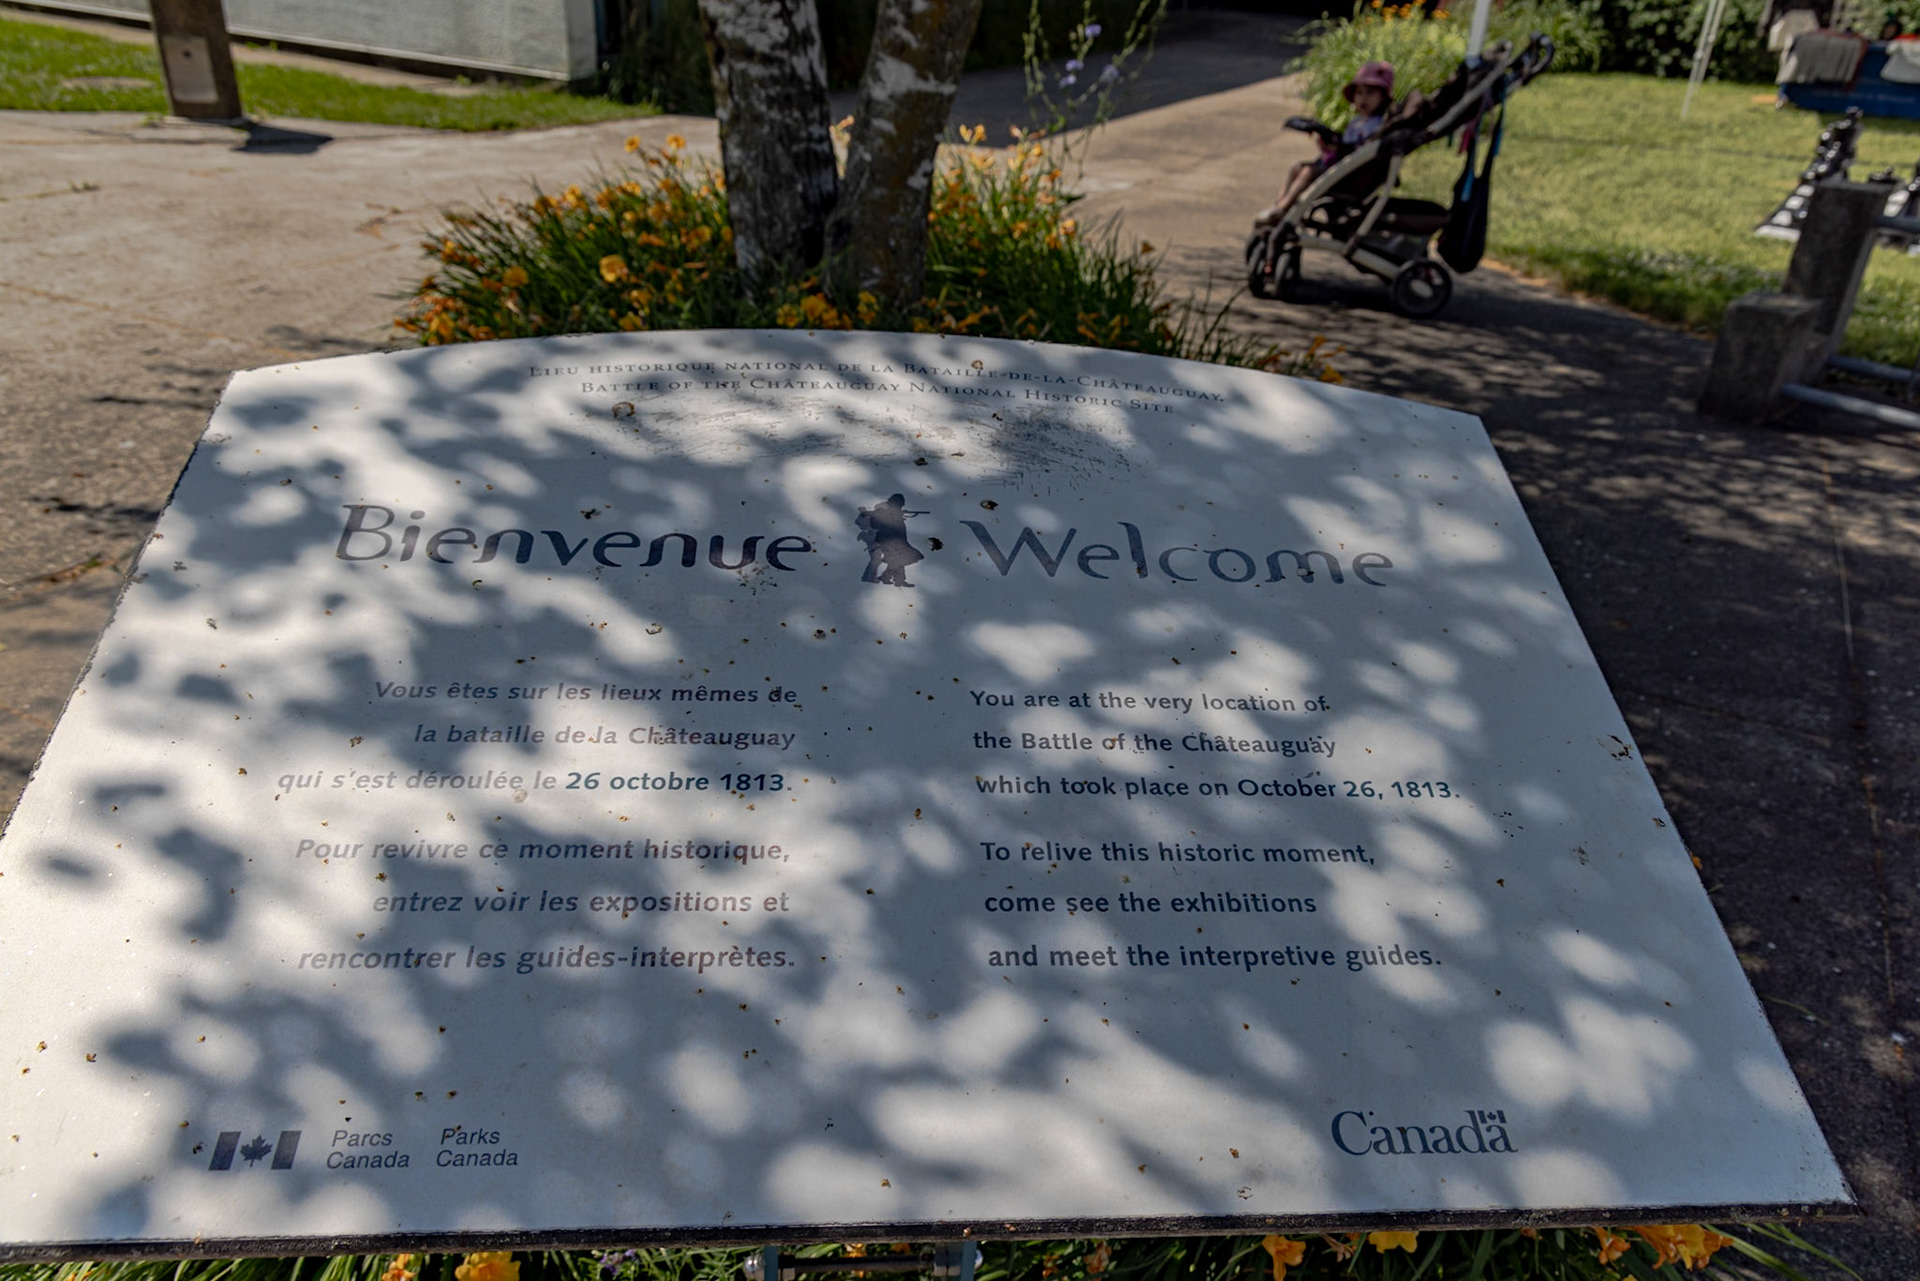 Lieu historique national de la Bataille-de-la-Châteauguay
Battle of the Châteauguay National Historic Site
Bienvenue
Vous êtes sur les lieux mêmes de
la bataille de la Châteauguay
qui s'est déroulée le 26 octobre 1813.
Pour revivre ce moment historique,
entrez voir les expositions et
rencontrer les guides-interprètes.
Welcome
You are at the very location of
the Battle of the Châteauguay
which took place on October 26, 1813.
To relive this historic moment,
come see the exhibitions
and meet the interpretive guides.
Parcs
Canada
Parks
Canada
Canada